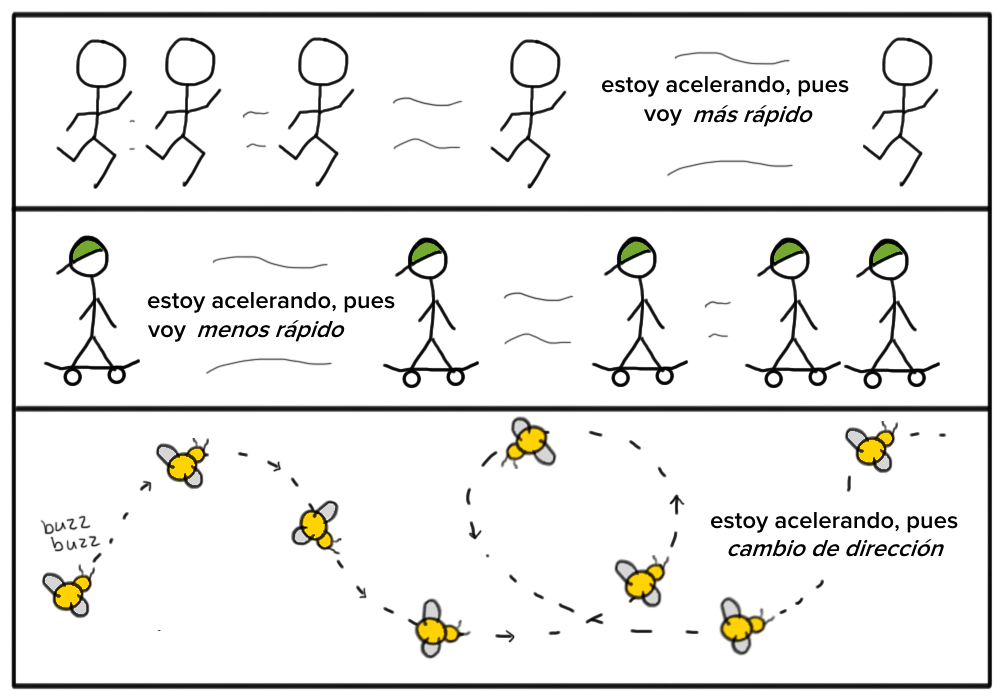 estoy acelerando, pues
voy más rápido
estoy acelerando, pues
voy menos rápido
buzz
buzz
estoy acelerando, pues
cambio de dirección